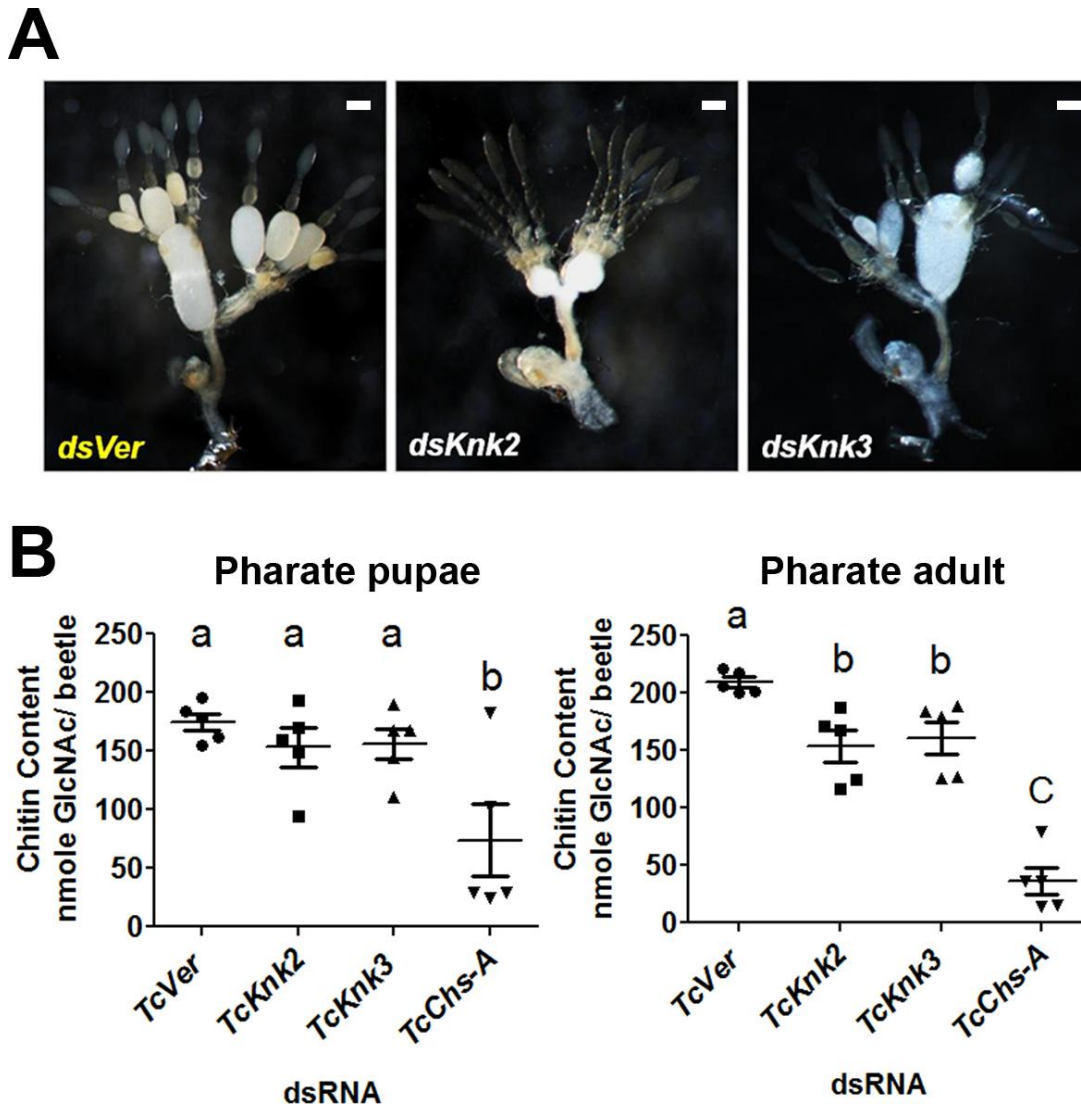 A
dsVer
dsKnk2
dsKnk3
B
Pharate pupae
Chitin Content
nmole GlcNAc/ beetle
250
200
150
100
50
0
a
a
a
b
TcVer
TcKnk2
TcKnk3
TcChs-A
dsRNA
Pharate adult
Chitin Content
nmole GlcNAc/ beetle
250
200
150
100
50
0
a
b
b
C
TcVer
TcKnk2
TcKnk3
TcChs-A
dsRNA